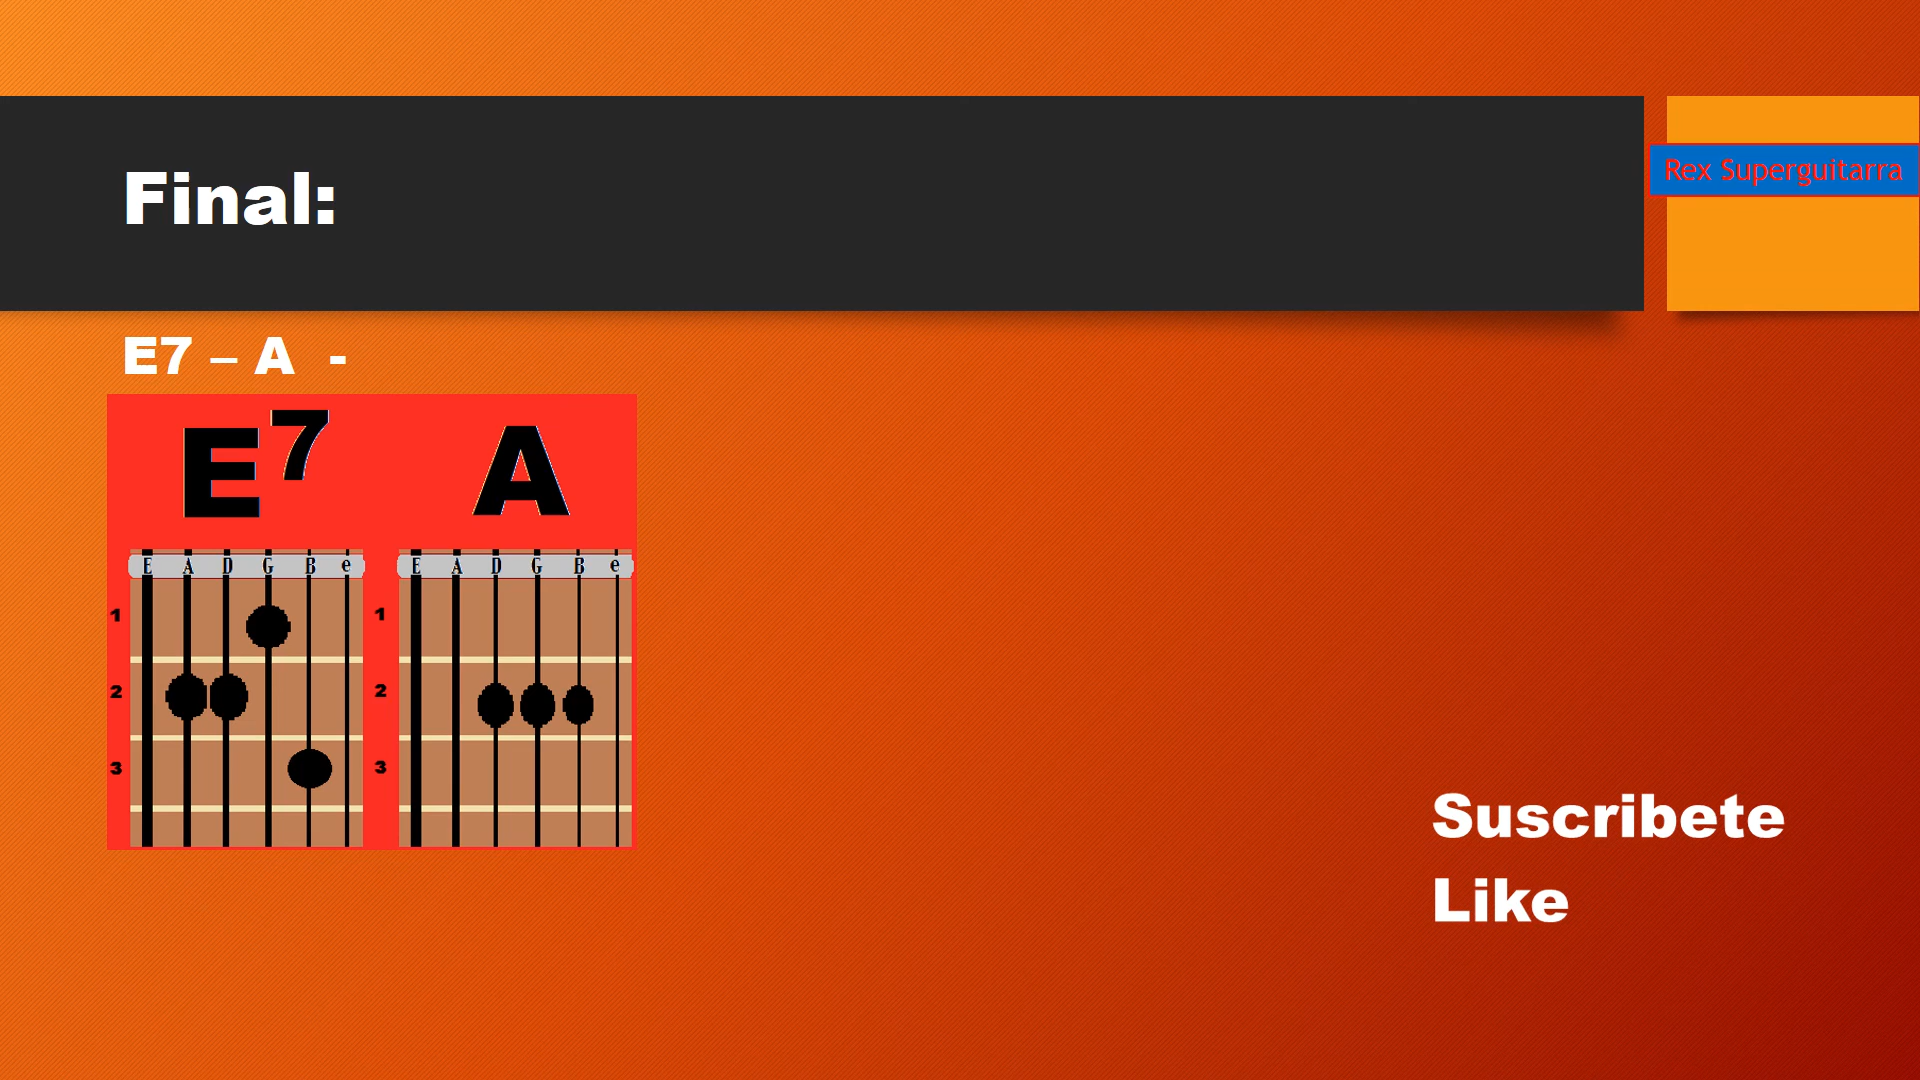 Final:
Rex Superguitarra
E7 – A -
E7 A
E A D G B e E A D G B e
1 1
2 2
3 3
Suscribete
Like